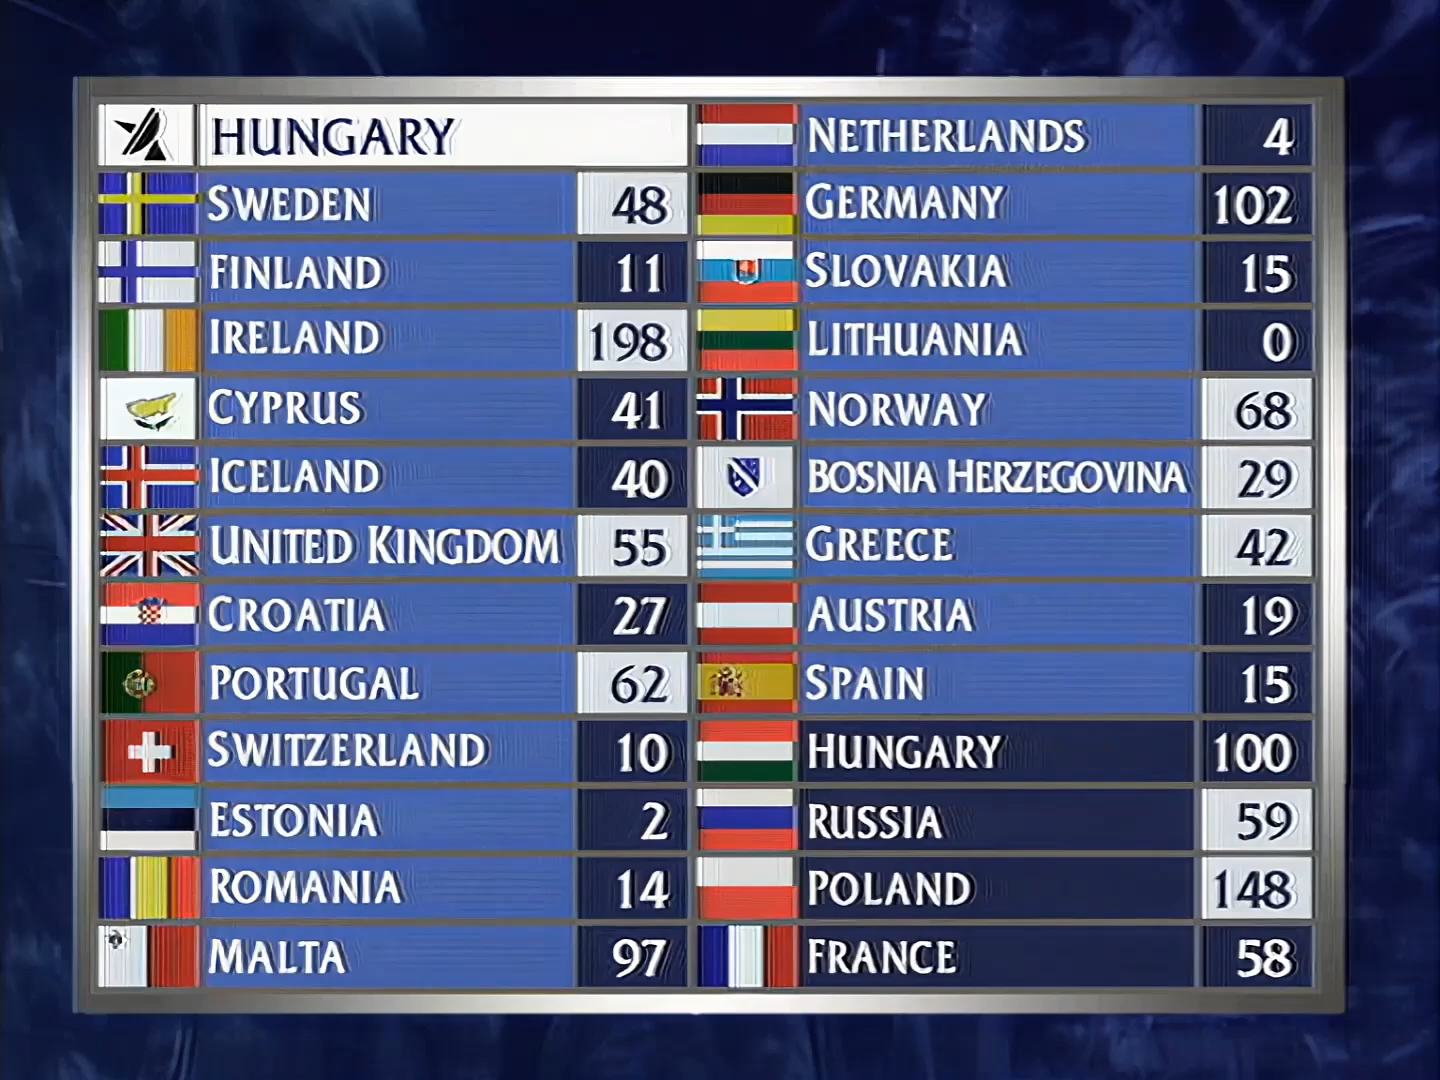 HUNGARY
SWEDEN 48
FINLAND 11
IRELAND 198
CYPRUS 41
ICELAND 40
UNITED KINGDOM 55
CROATIA 27
PORTUGAL 62
SWITZERLAND 10
ESTONIA 2
ROMANIA 14
MALTA 97
NETHERLANDS 4
GERMANY 102
SLOVAKIA 15
LITHUANIA 0
NORWAY 68
BOSNIA HERZEGOVINA 29
GREECE 42
AUSTRIA 19
SPAIN 15
HUNGARY 100
RUSSIA 59
POLAND 148
FRANCE 58